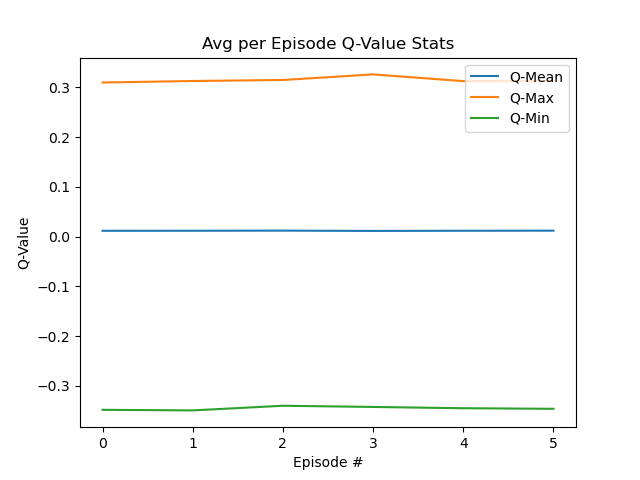 Avg per Episode Q-Value Stats
Q-Mean
Q-Max
Q-Min
Q-Value
0.3
0.2
0.1
0.0
−0.1
−0.2
−0.3
0 1 2 3 4 5
Episode #